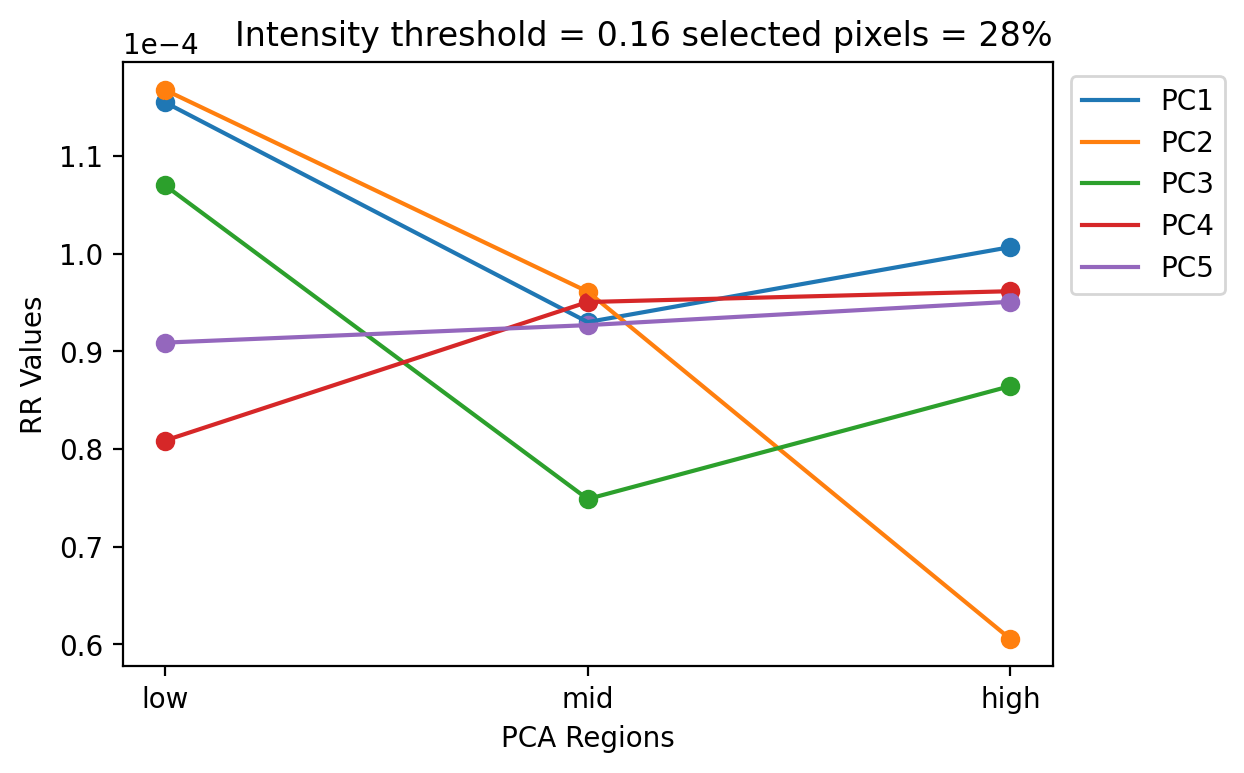 Intensity threshold = 0.16 selected pixels = 28%
1e−4
1.1
1.0
0.9
0.8
0.7
0.6
RR Values
low
mid
high
PCA Regions
PC1
PC2
PC3
PC4
PC5